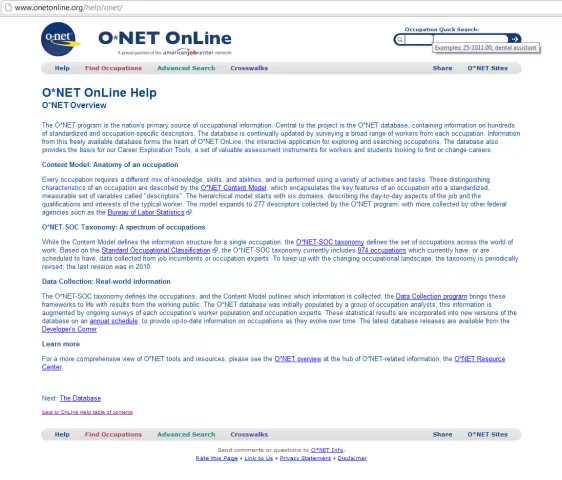 www.onetonline.org/help/onet/
o·net
O*NET OnLine
A proud partner of the americanjobcenter network
Occupation Quick Search:
Examples: 25-1011.00, dental assistant
Help Find Occupations Advanced Search Crosswalks Share O*NET Sites
O*NET OnLine Help
O*NET Overview
The O*NET program is the nation's primary source of occupational information. Central to the project is the O*NET database, containing information on hundreds
of standardized and occupation-specific descriptors. The database is continually updated by surveying a broad range of workers from each occupation. Information
from this freely available database forms the heart of O*NET OnLine, the interactive application for exploring and searching occupations. The database also
provides the basis for our Career Exploration Tools, a set of valuable assessment instruments for workers and students looking to find or change careers.
Content Model: Anatomy of an occupation
Every occupation requires a different mix of knowledge, skills, and abilities, and is performed using a variety of activities and tasks. These distinguishing
characteristics of an occupation are described by the O*NET Content Model, which encapsulates the key features of an occupation into a standardized,
measurable set of variables called "descriptors". The hierarchical model starts with six domains, describing the day-to-day aspects of the job and the
qualifications and interests of the typical worker. The model expands to 277 descriptors collected by the O*NET program, with more collected by other federal
agencies such as the Bureau of Labor Statistics.
O*NET-SOC Taxonomy: A spectrum of occupations
While the Content Model defines the information structure for a single occupation, the O*NET-SOC taxonomy defines the set of occupations across the world of
work. Based on the Standard Occupational Classification, the O*NET-SOC taxonomy currently includes 974 occupations which currently have, or are
scheduled to have, data collected from job incumbents or occupation experts. To keep up with the changing occupational landscape, the taxonomy is periodically
revised; the last revision was in 2010.
Data Collection: Real-world information
The O*NET-SOC taxonomy defines the occupations, and the Content Model outlines which information is collected; the Data Collection program brings these
frameworks to life with results from the working public. The O*NET database was initially populated by a group of occupation analysts; this information is
augmented by ongoing surveys of each occupation's worker population and occupation experts. These statistical results are incorporated into new versions of the
database on an annual schedule, to provide up-to-date information on occupations as they evolve over time. The latest database releases are available from the
Developer's Corner.
Learn more
For a more comprehensive view of O*NET tools and resources, please see the O*NET overview at the hub of O*NET-related information, the O*NET Resource
Center.
Next: The Database
back to OnLine Help table of contents
Help Find Occupations Advanced Search Crosswalks Share O*NET Sites
Send comments or questions to O*NET Info.
Rate this Page • Link to Us • Privacy Statement • Disclaimer